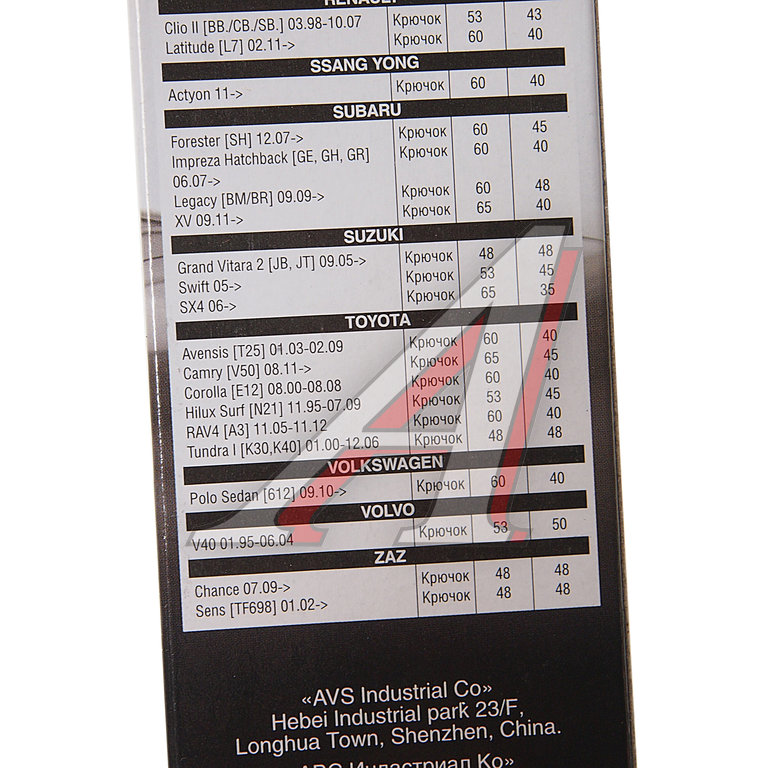 RENAULT
Clio II [BB./CB./SB.] 03.98-10.07 Крючок 53 43
Latitude [L7] 02.11-> Крючок 60 40
SSANG YONG
Actyon 11-> Крючок 60 40
SUBARU
Forester [SH] 12.07-> Крючок 60 45
Impreza Hatchback [GE, GH, GR] Крючок 60 40
06.07->
Legacy [BM/BR] 09.09-> Крючок 60 48
XV 09.11-> Крючок 65 40
SUZUKI
Grand Vitara 2 [JB, JT] 09.05-> Крючок 48 48
Swift 05-> Крючок 53 45
SX4 06-> Крючок 65 35
TOYOTA
Avensis [T25] 01.03-02.09 Крючок 60 40
Camry [V50] 08.11-> Крючок 65 45
Corolla [E12] 08.00-08.08 Крючок 60 40
Hilux Surf [N21] 11.95-07.09 Крючок 53 45
RAV4 [A3] 11.05-11.12 Крючок 60 40
Tundra I [K30,K40] 01.00-12.06 Крючок 48 48
VOLKSWAGEN
Polo Sedan [612] 09.10-> Крючок 60 40
VOLVO
V40 01.95-06.04 Крючок 53 50
ZAZ
Chance 07.09-> Крючок 48 48
Sens [TF698] 01.02-> Крючок 48 48
«AVS Industrial Co»
Hebei Industrial park 23/F,
Longhua Town, Shenzhen, China.
«АВС Индастриал Ко»